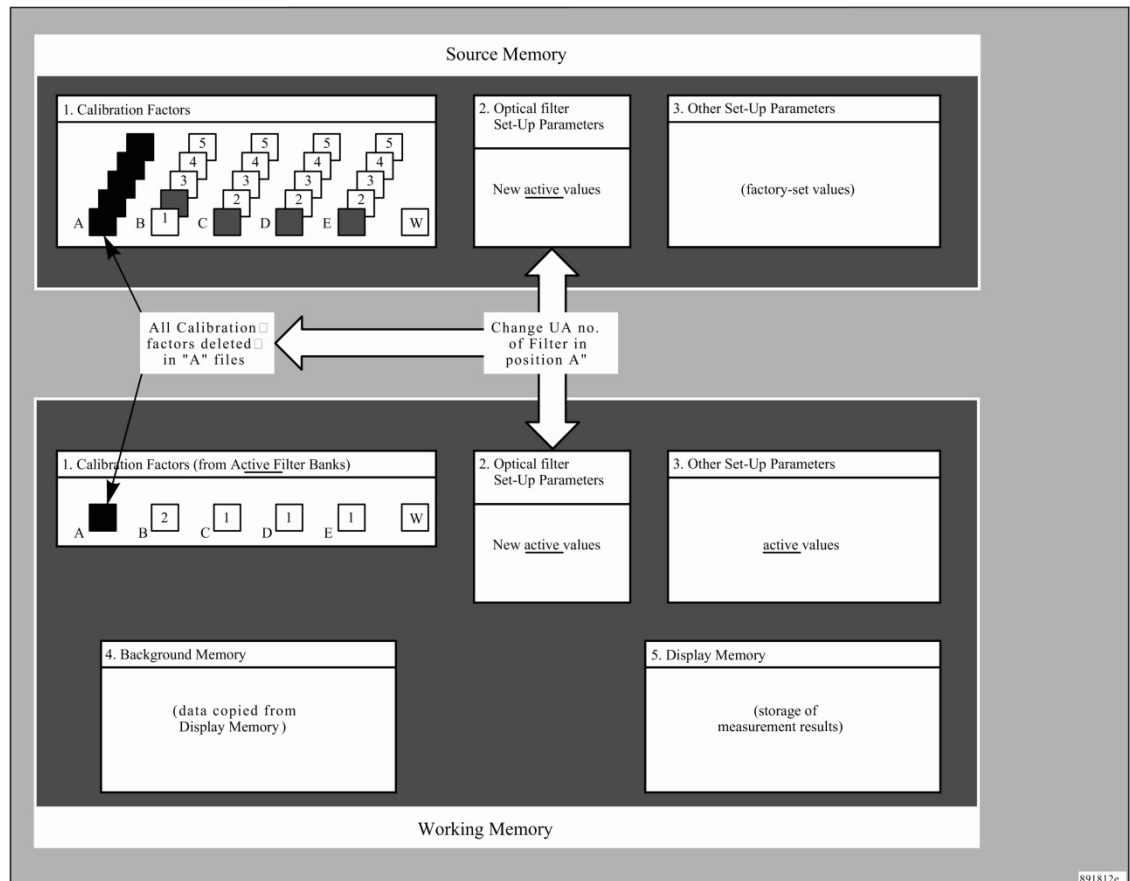 Source Memory
1. Calibration Factors
5 5 5 5
4 4 4 4
3 3 3 3
2 2 2
A B 1 C D E W
2. Optical filter
Set-Up Parameters
New active values
3. Other Set-Up Parameters
(factory-set values)
All Calibration
factors deleted
in "A" files
Change UA no.
of Filter in
position A"
1. Calibration Factors (from Active Filter Banks)
A B 2 C 1 D 1 E 1 W
2. Optical filter
Set-Up Parameters
New active values
3. Other Set-Up Parameters
active values
4. Background Memory
(data copied from
Display Memory)
5. Display Memory
(storage of
measurement results)
Working Memory
891812e